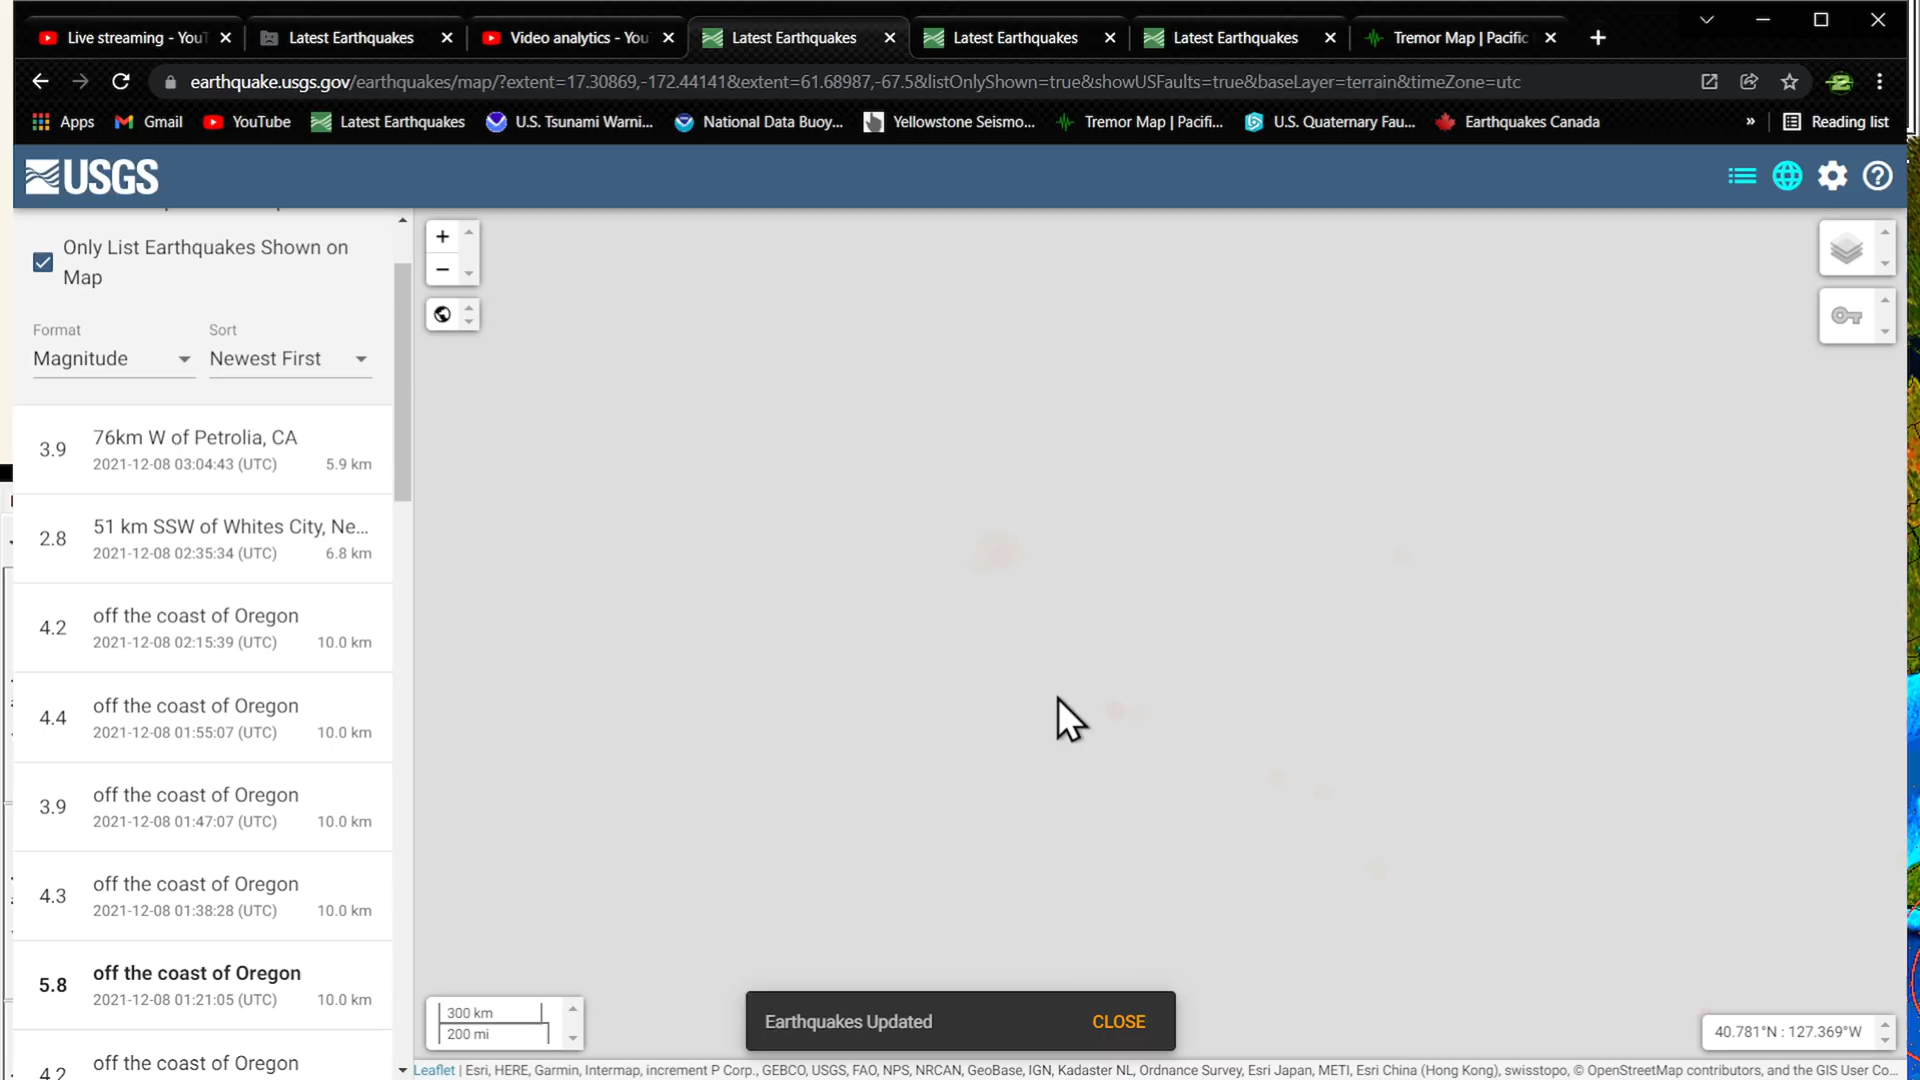 Live streaming - YouT
Latest Earthquakes
Video analytics - You
Latest Earthquakes
Latest Earthquakes
Latest Earthquakes
Tremor Map | Pacific
earthquake.usgs.gov/earthquakes/map/?extent=17.30869,-172.44141&extent=61.68987,-67.5&listOnlyShown=true&showUSFaults=true&baseLayer=terrain&timeZone=utc
Apps
Gmail
YouTube
Latest Earthquakes
U.S. Tsunami Warni...
National Data Buoy...
Yellowstone Seismo...
Tremor Map | Pacifi...
U.S. Quaternary Fau...
Earthquakes Canada
»
Reading list
USGS
Only List Earthquakes Shown on
Map
Format
Sort
Magnitude
Newest First
3.9
76km W of Petrolia, CA
2021-12-08 03:04:43 (UTC)
5.9 km
2.8
51 km SSW of Whites City, Ne...
2021-12-08 02:35:34 (UTC)
6.8 km
4.2
off the coast of Oregon
2021-12-08 02:15:39 (UTC)
10.0 km
4.4
off the coast of Oregon
2021-12-08 01:55:07 (UTC)
10.0 km
3.9
off the coast of Oregon
2021-12-08 01:47:07 (UTC)
10.0 km
4.3
off the coast of Oregon
2021-12-08 01:38:28 (UTC)
10.0 km
5.8
off the coast of Oregon
2021-12-08 01:21:05 (UTC)
10.0 km
4.2
off the coast of Oregon
300 km
200 mi
Earthquakes Updated
CLOSE
40.781°N : 127.369°W
Leaflet | Esri, HERE, Garmin, Intermap, increment P Corp., GEBCO, USGS, FAO, NPS, NRCAN, GeoBase, IGN, Kadaster NL, Ordnance Survey, Esri Japan, METI, Esri China (Hong Kong), swisstopo, © OpenStreetMap contributors, and the GIS User Co...